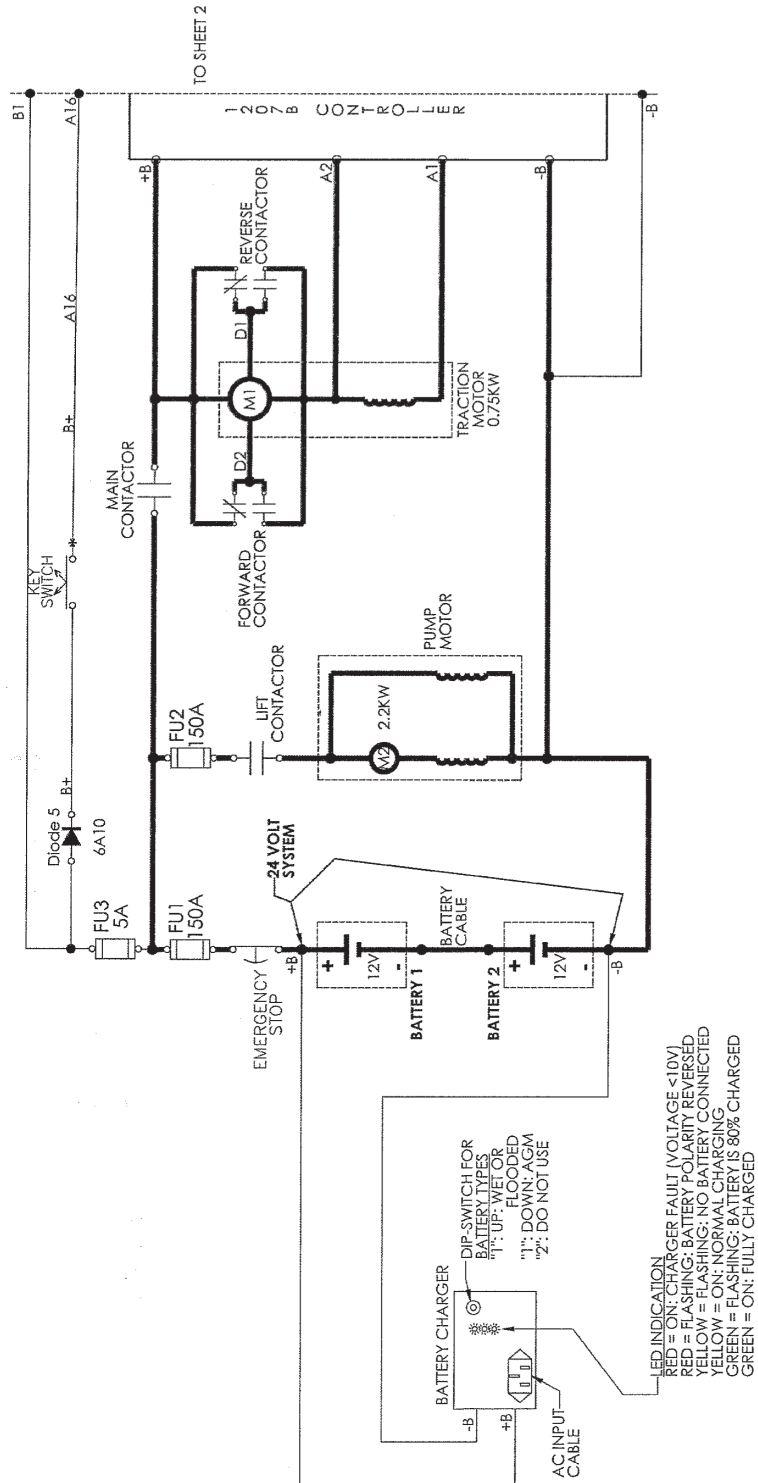 B1
A16
TO SHEET 2
A16
B+
KEY
SWITCH
B+
Diode 5
6A10
FU3
5A
FU1
150A
FU2
150A
MAIN
CONTACTOR
+B
A2
A1
-B
-B
1207B CONTROLLER
REVERSE
CONTACTOR
D1
M1
D2
TRACTION
MOTOR
0.75KW
FORWARD
CONTACTOR
LIFT
CONTACTOR
PUMP
MOTOR
M2
2.2KW
EMERGENCY
STOP
24 VOLT
SYSTEM
+B
+
12V
-
BATTERY 1
BATTERY
CABLE
BATTERY 2
+
12V
-
-B
BATTERY CHARGER
-B
+B
AC INPUT
CABLE
DIP-SWITCH FOR
BATTERY TYPES
"1": UP: WET OR
FLOODED
"1": DOWN: AGM
"2": DO NOT USE
LED INDICATION
RED = ON: CHARGER FAULT (VOLTAGE <10V)
RED = FLASHING: BATTERY POLARITY REVERSED
YELLOW = FLASHING: NO BATTERY CONNECTED
YELLOW = ON: NORMAL CHARGING
GREEN = FLASHING: BATTERY IS 80% CHARGED
GREEN = ON: FULLY CHARGED